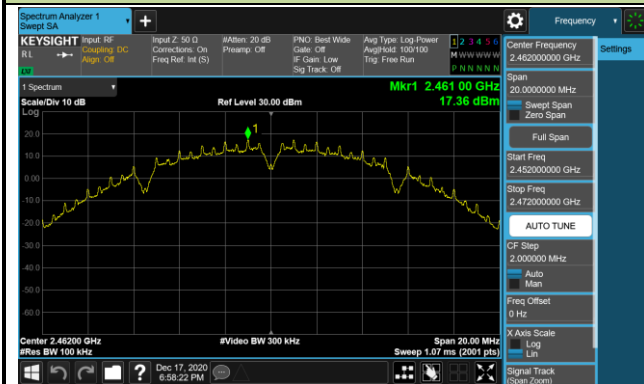 Spectrum Analyzer 1
Swept SA
+
Frequency
KEYSIGHT
RL
Input: RF
Coupling: DC
Align: Off
Input Z: 50 Ω
Corrections: On
Freq Ref: Int (S)
#Atten: 20 dB
Preamp: Off
PNO: Best Wide
Gate: Off
IF Gain: Low
Sig Track: Off
Avg Type: Log-Power
Avg|Hold: 100/100
Trig: Free Run
1 2 3 4 5 6
M W W W W W
P N N N N N
Center Frequency
2.462000000 GHz
Settings
Span
20.0000000 MHz
Swept Span
Zero Span
Full Span
Start Freq
2.452000000 GHz
Stop Freq
2.472000000 GHz
AUTO TUNE
CF Step
2.000000 MHz
Auto
Man
Freq Offset
0 Hz
X Axis Scale
Log
Lin
Signal Track
(Span Zoom)
1 Spectrum
Scale/Div 10 dB
Ref Level 30.00 dBm
Mkr1 2.461 00 GHz
17.36 dBm
Log
1
20.0
10.0
0.00
-10.0
-20.0
-30.0
-40.0
-50.0
-60.0
Center 2.46200 GHz
#Video BW 300 kHz
Span 20.00 MHz
#Res BW 100 kHz
Sweep 1.07 ms (2001 pts)
?
Dec 17, 2020
6:58:22 PM